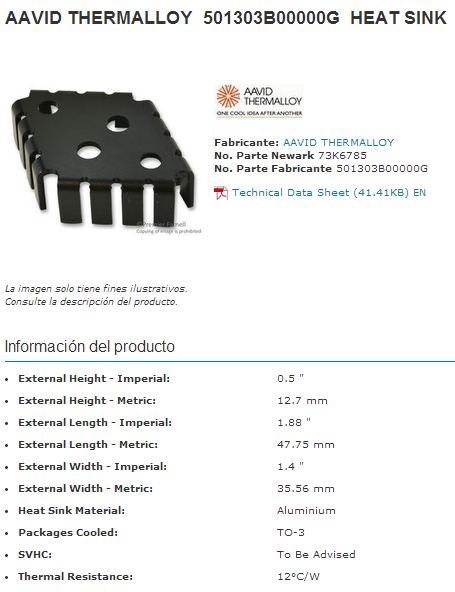 AAVID THERMALLOY 501303B00000G HEAT SINK
AAVID
THERMALLOY
ONE COOL IDEA AFTER ANOTHER
Fabricante: AAVID THERMALLOY
No. Parte Newark 73K6785
No. Parte Fabricante 501303B00000G
Technical Data Sheet (41.41KB) EN
© Premier Farnell
Copying of image is prohibited
La imagen solo tiene fines ilustrativos.
Consulte la descripción del producto.
Información del producto
• External Height - Imperial: 0.5 "
• External Height - Metric: 12.7 mm
• External Length - Imperial: 1.88 "
• External Length - Metric: 47.75 mm
• External Width - Imperial: 1.4 "
• External Width - Metric: 35.56 mm
• Heat Sink Material: Aluminium
• Packages Cooled: TO-3
• SVHC: To Be Advised
• Thermal Resistance: 12°C/W